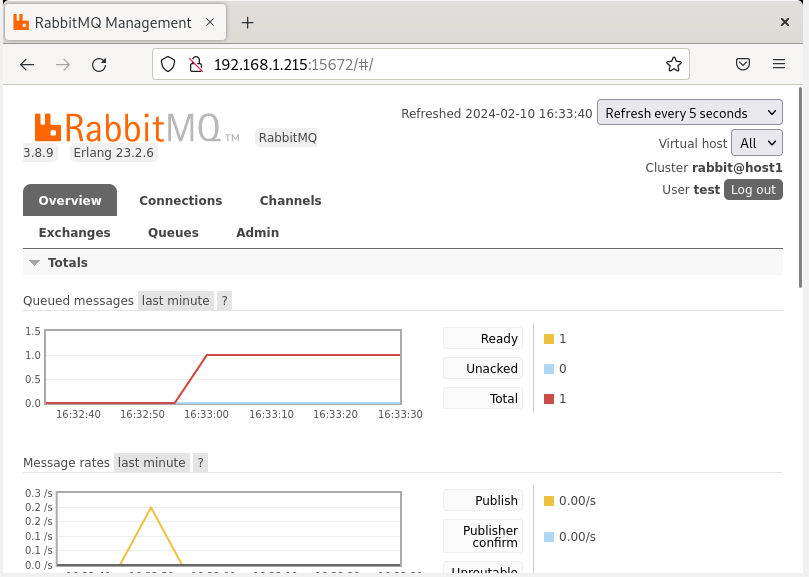 RabbitMQ Management
192.168.1.215:15672/#/
Refreshed 2024-02-10 16:33:40 Refresh every 5 seconds
RabbitMQ TM RabbitMQ
3.8.9 Erlang 23.2.6
Virtual host All
Cluster rabbit@host1
User test Log out
Overview Connections Channels
Exchanges Queues Admin
Totals
Queued messages last minute ?
1.5
1.0
0.5
0.0
16:32:40 16:32:50 16:33:00 16:33:10 16:33:20 16:33:30
Ready 1
Unacked 0
Total 1
Message rates last minute ?
0.3 /s
0.2 /s
0.2 /s
0.1 /s
0.1 /s
0.0 /s
Publish 0.00/s
Publisher
confirm 0.00/s